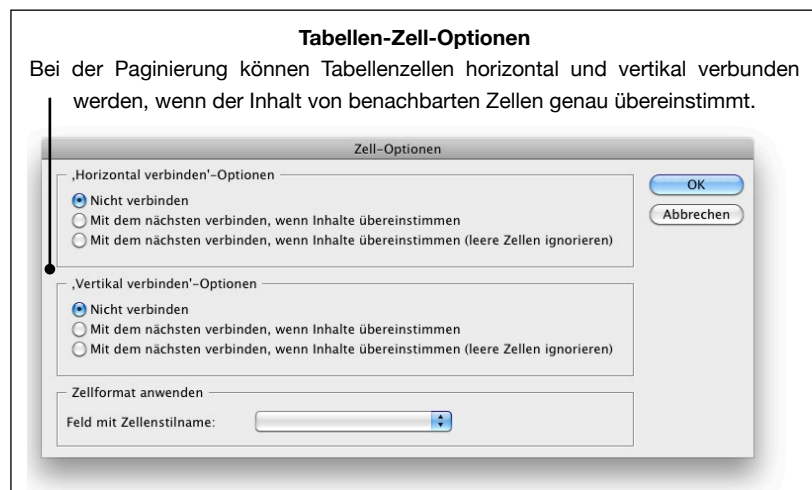 Tabellen-Zell-Optionen
Bei der Paginierung können Tabellenzellen horizontal und vertikal verbunden
werden, wenn der Inhalt von benachbarten Zellen genau übereinstimmt.
Zell-Optionen
‚Horizontal verbinden'-Optionen
Nicht verbinden
Mit dem nächsten verbinden, wenn Inhalte übereinstimmen
Mit dem nächsten verbinden, wenn Inhalte übereinstimmen (leere Zellen ignorieren)
OK
Abbrechen
‚Vertikal verbinden'-Optionen
Nicht verbinden
Mit dem nächsten verbinden, wenn Inhalte übereinstimmen
Mit dem nächsten verbinden, wenn Inhalte übereinstimmen (leere Zellen ignorieren)
Zellformat anwenden
Feld mit Zellenstilname: